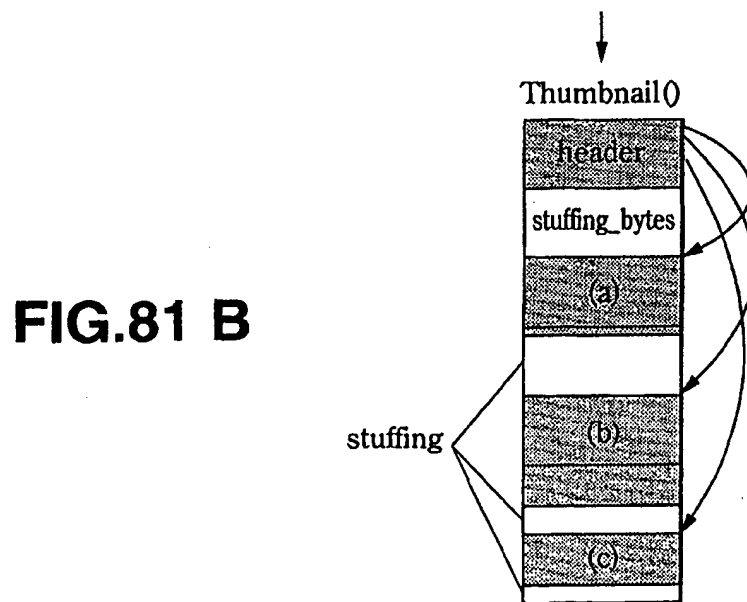 Thumbnail()
header
stuffing_bytes
(a)
FIG.81 B
(b)
stuffing
(c)